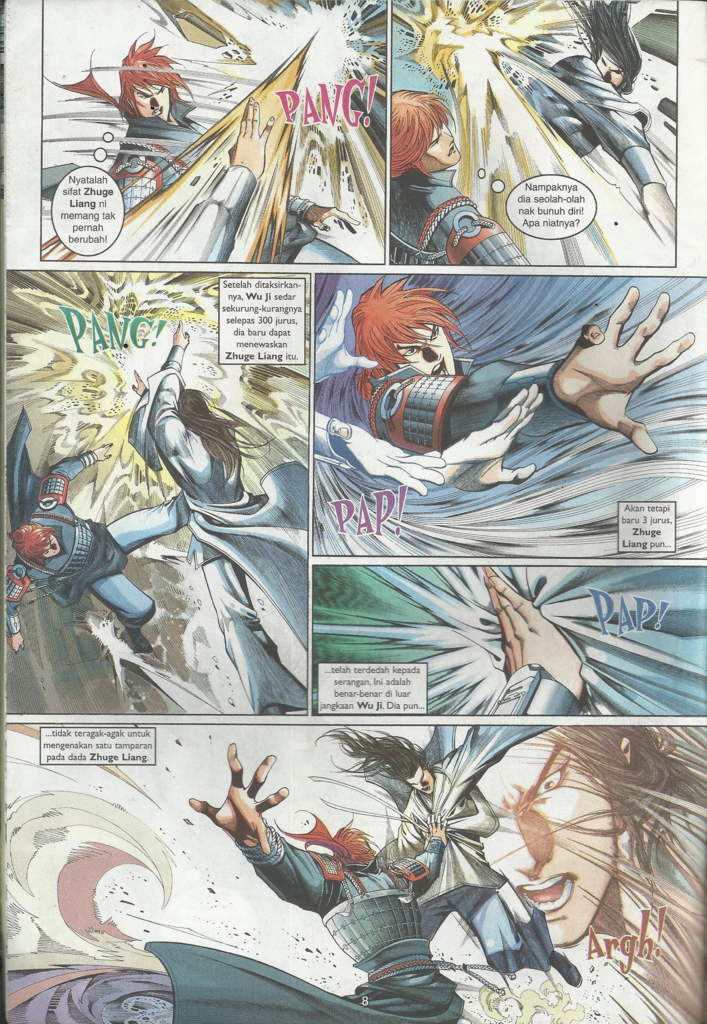 PANG!
Nyatalah
sifat Zhuge
Liang ni
memang tak
pernah
berubah!
Nampaknya
dia seolah-olah
nak bunuh diri!
Apa niatnya?
PANG!
Setelah ditaksirkan-
nya, Wu Ji sedar
sekurung-kurangnya
selepas 300 jurus,
dia baru dapat
menewaskan
Zhuge Liang itu.
PAP!
Akan tetapi
baru 3 jurus,
Zhuge
Liang pun...
PAP!
...telah terdedah kepada
serangan. Ini adalah
benar-benar di luar
jangkaan Wu Ji. Dia pun...
...tidak teragak-agak untuk
mengenakan satu tamparan
pada dada Zhuge Liang.
Argh!
8